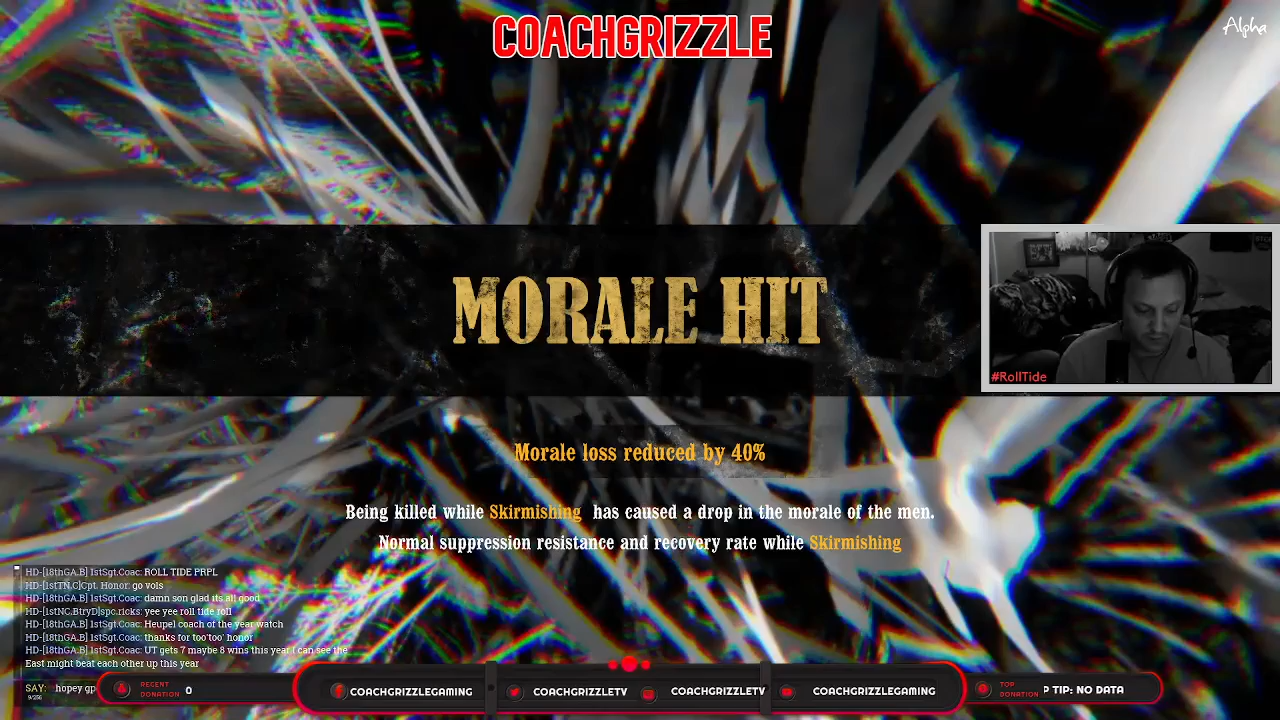 COACHGRIZZLE
Alpha
MORALE HIT
#RollTide
Morale loss reduced by 40%
Being killed while Skirmishing has caused a drop in the morale of the men.
Normal suppression resistance and recovery rate while Skirmishing
HD-[18thGA,B] 1stSgt.Coac: ROLL TIDE PRPL
HD-[1stTN,C]Cpt. Honor: go vols
HD-[18thGA,B] 1stSgt.Coac: damn son glad its all good
HD-[1stNC,BtryD]spc.ricks: yee yee roll tide roll
HD-[18thGA,B] 1stSgt.Coac: Heupel coach of the year watch
HD-[18thGA,B] 1stSgt.Coac: thanks for too'too' honor
HD-[18thGA,B] 1stSgt.Coac: UT gets 7 maybe 8 wins this year I can see the
East might beat each other up this year
SAY: hopey gp
RECENT
DONATION 0
COACHGRIZZLEGAMING
COACHGRIZZLETV
COACHGRIZZLETV
COACHGRIZZLEGAMING
TOP
DONATION
P TIP: NO DATA